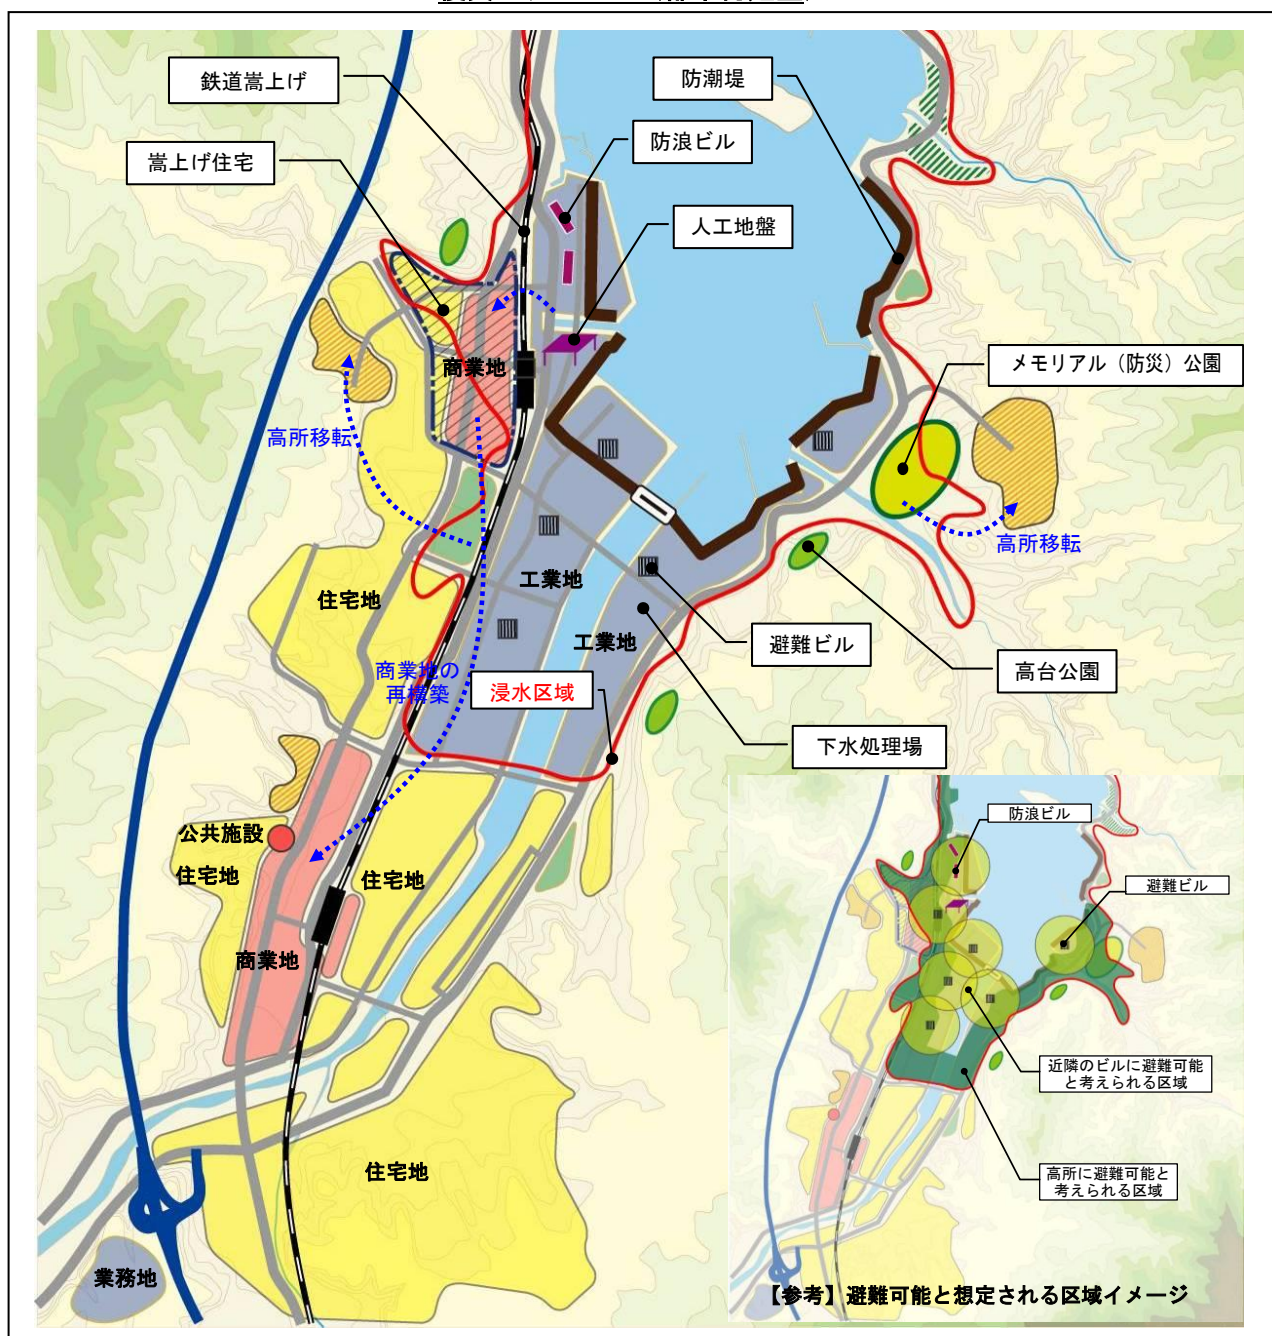 鉄道嵩上げ
防潮堤
防浪ビル
嵩上げ住宅
人工地盤
メモリアル（防災）公園
商業地
高所移転
高所移転
工業地
住宅地
工業地
避難ビル
高台公園
商業地の
再構築
浸水区域
下水処理場
公共施設
住宅地
住宅地
商業地
住宅地
業務地
防浪ビル
避難ビル
近隣のビルに避難可能
と考えられる区域
高所に避難可能と
考えられる区域
【参考】避難可能と想定される区域イメージ